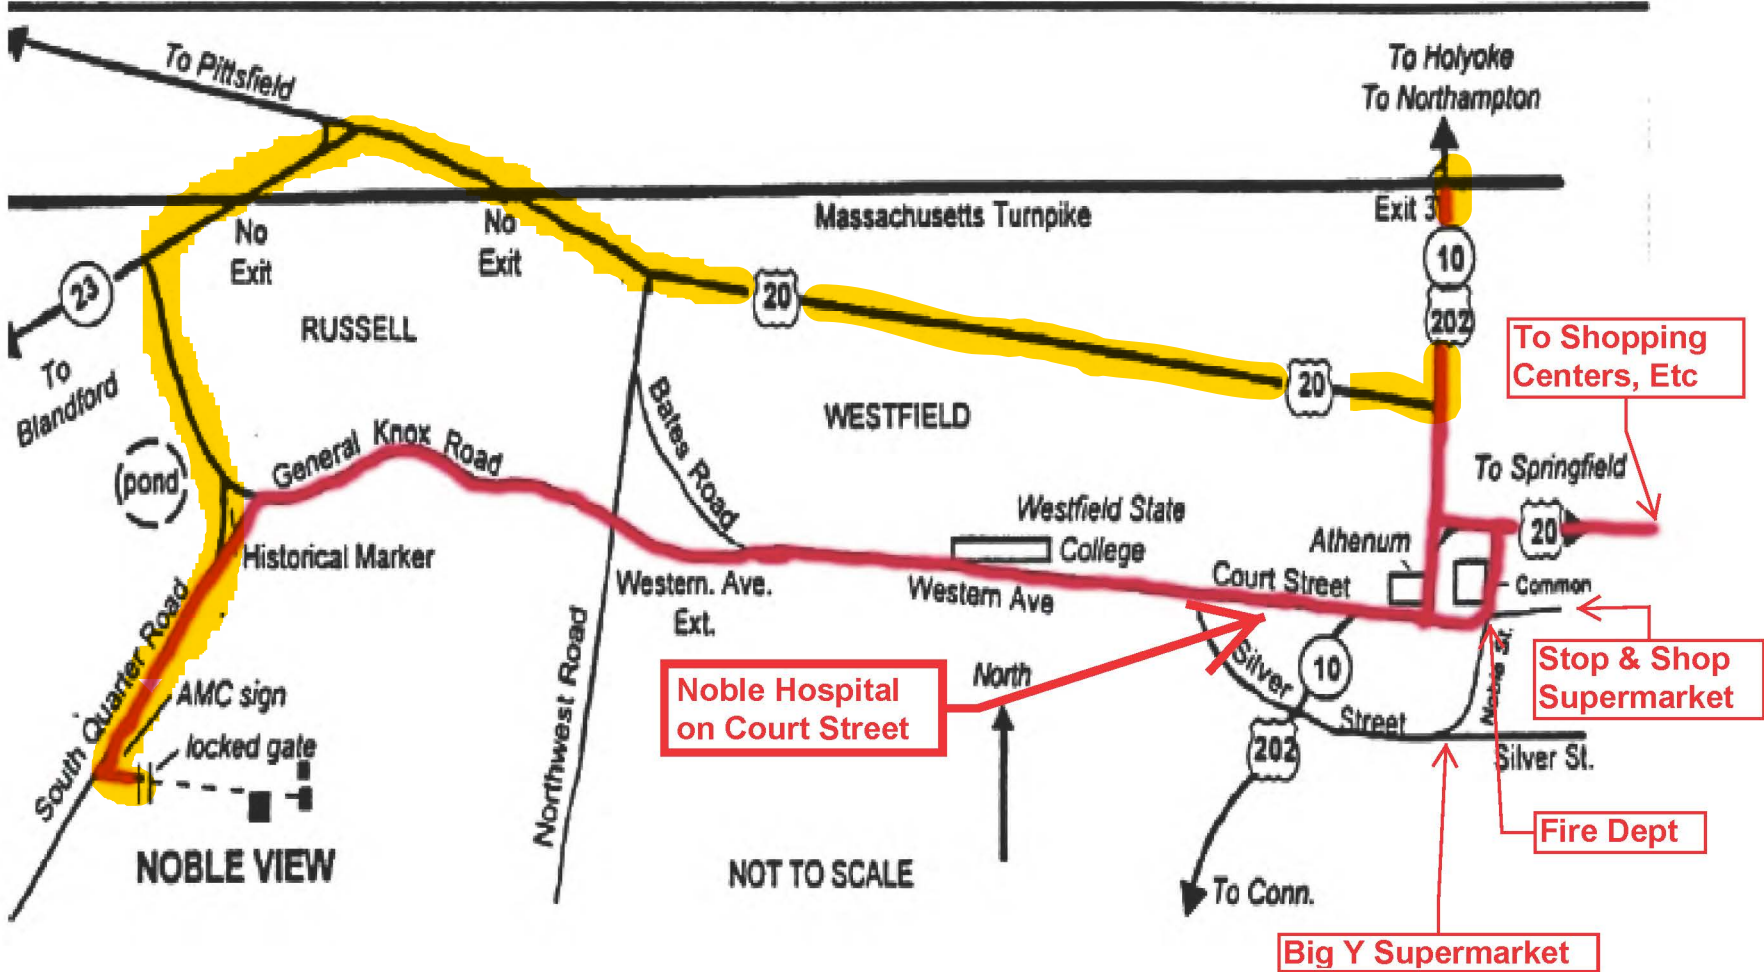 To Pittsfield
To Holyoke
To Northampton
Massachusetts Turnpike
Exit 3
No
Exit
No
Exit
10
23
20
202
RUSSELL
To
Blandford
20
To Shopping
Centers, Etc
WESTFIELD
Bates Road
General Knox Road
(pond)
To Springfield
Westfield State
College
20
Athenum
Historical Marker
Court Street
Common
Western. Ave.
Ext.
Western Ave
South Quarter Road
Northwest Road
Silver
Street
10
Noble St.
Stop & Shop
Supermarket
AMC sign
North
Noble Hospital
on Court Street
locked gate
202
Silver St.
Fire Dept
NOBLE VIEW
NOT TO SCALE
To Conn.
Big Y Supermarket